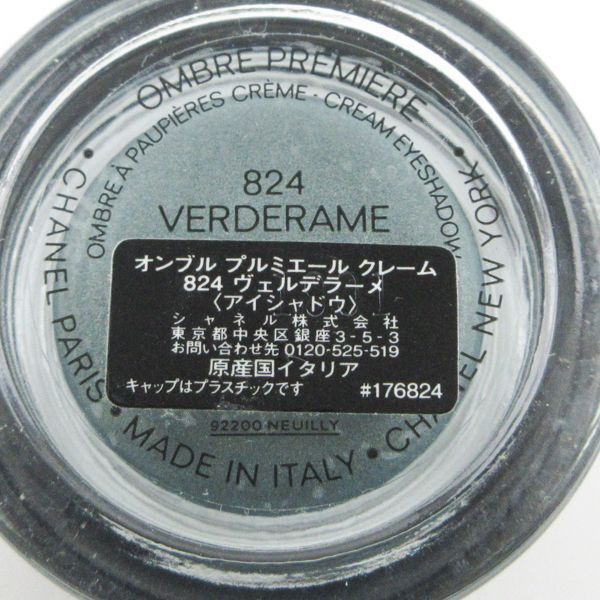 OMBRE PREMIÈRE
OMBRE À PAUPIÈRES CRÈME · CREAM EYESHADOW
824
VERDERAME
オンブル プルミエール クレーム
824 ヴェルデラーメ
〈アイシャドウ〉
シャネル株式会社
東京都中央区銀座3-5-3
お問い合わせ先 0120-525-519
原産国イタリア
キャップはプラスチックです #176824
92200 NEUILLY
• CHANEL PARIS • MADE IN ITALY • CHANEL NEW YORK •